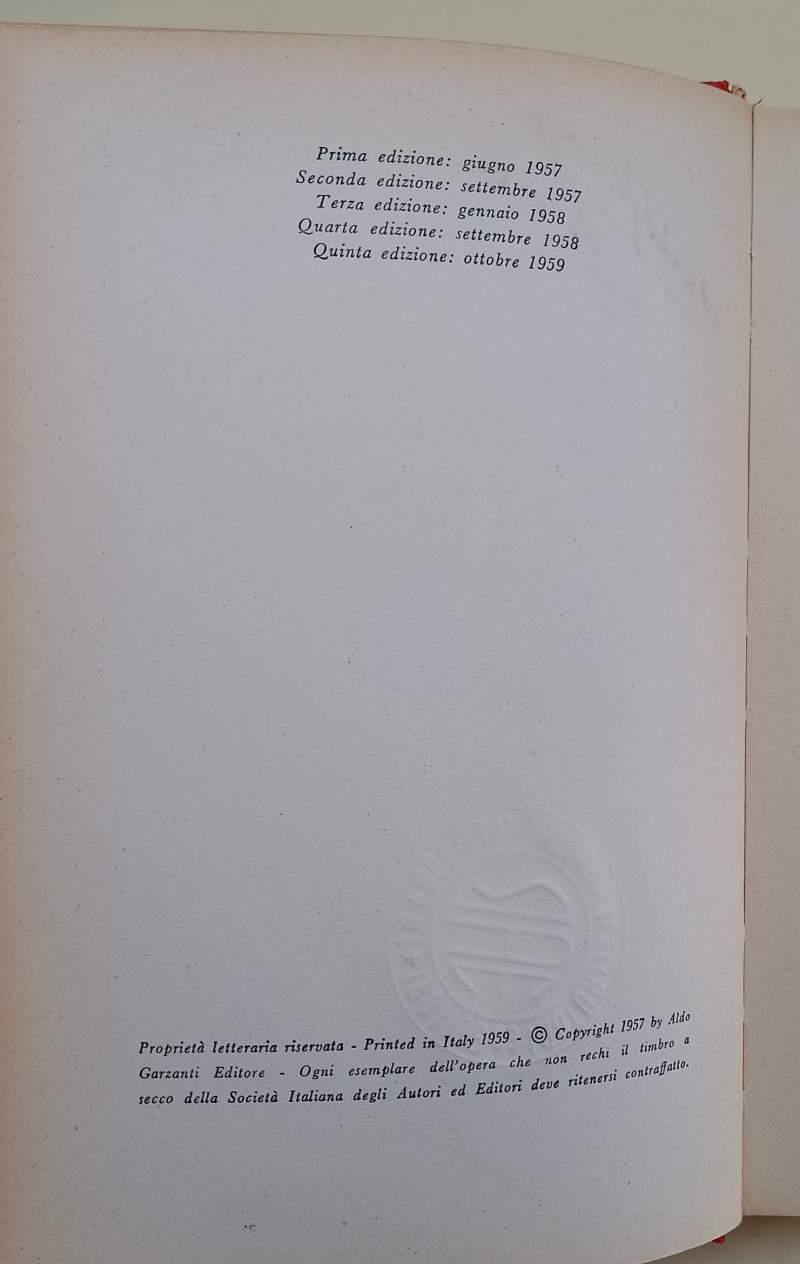 Prima edizione: giugno 1957
Seconda edizione: settembre 1957
Terza edizione: gennaio 1958
Quarta edizione: settembre 1958
Quinta edizione: ottobre 1959
Proprietà letteraria riservata - Printed in Italy 1959 - © Copyright 1957 by Aldo
Garzanti Editore - Ogni esemplare dell'opera che non rechi il timbro a
secco della Società Italiana degli Autori ed Editori deve ritenersi contraffatto.